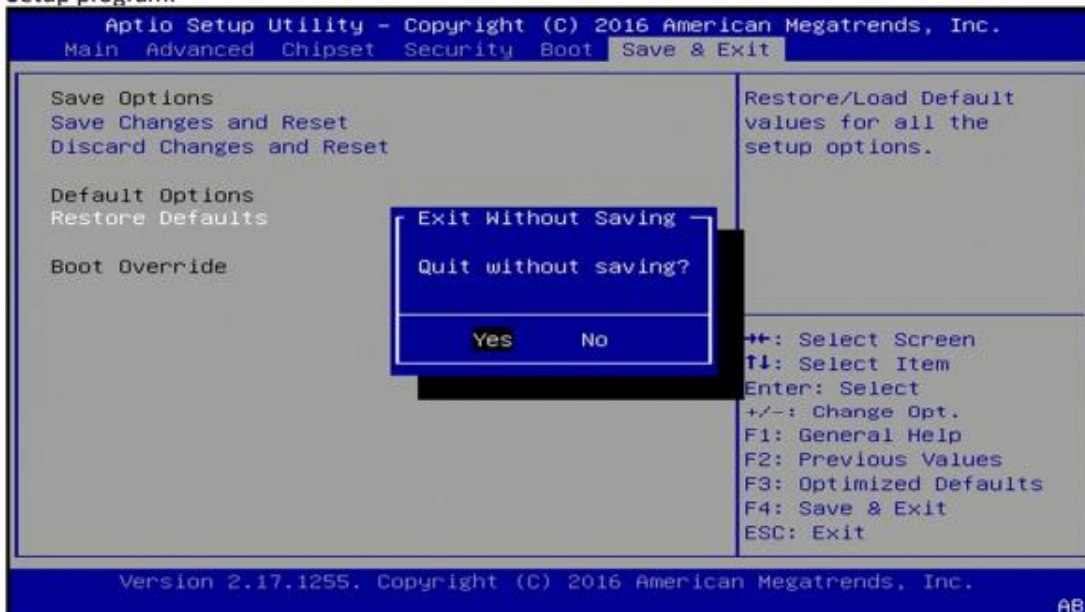 Setup program.
Aptio Setup Utility – Copyright (C) 2016 American Megatrends, Inc.
Main Advanced Chipset Security Boot Save & Exit
Save Options
Save Changes and Reset
Discard Changes and Reset
Default Options
Restore Defaults
Boot Override
Exit Without Saving
Quit without saving?
Yes No
Restore/Load Default
values for all the
setup options.
→←: Select Screen
↑↓: Select Item
Enter: Select
+/-: Change Opt.
F1: General Help
F2: Previous Values
F3: Optimized Defaults
F4: Save & Exit
ESC: Exit
Version 2.17.1255. Copyright (C) 2016 American Megatrends, Inc.
AB